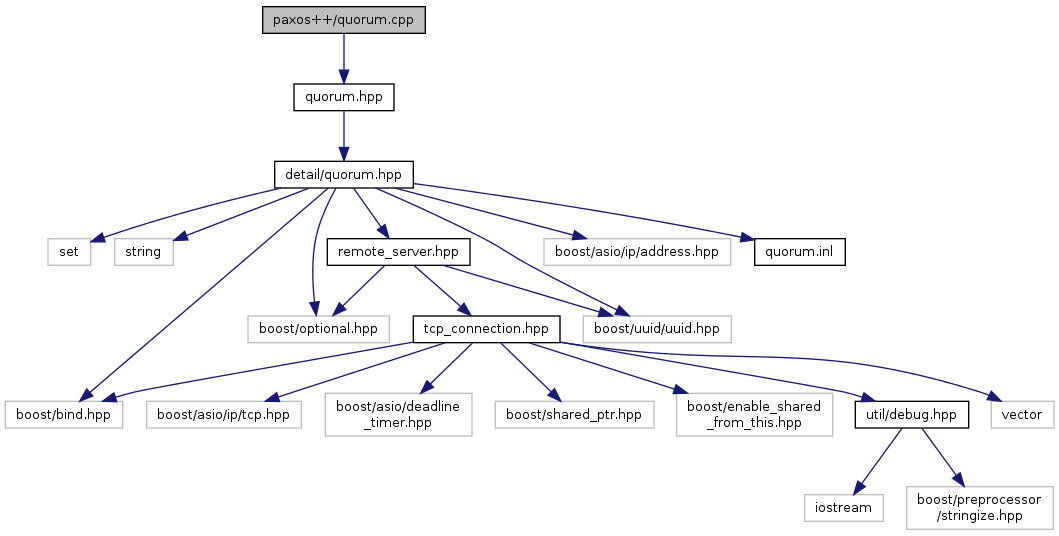 paxos++/quorum.cpp
quorum.hpp
detail/quorum.hpp
set
string
remote_server.hpp
boost/asio/ip/address.hpp
quorum.inl
boost/optional.hpp
tcp_connection.hpp
boost/uuid/uuid.hpp
boost/bind.hpp
boost/asio/ip/tcp.hpp
boost/asio/deadline
_timer.hpp
boost/shared_ptr.hpp
boost/enable_shared
_from_this.hpp
util/debug.hpp
vector
iostream
boost/preprocessor
/stringize.hpp